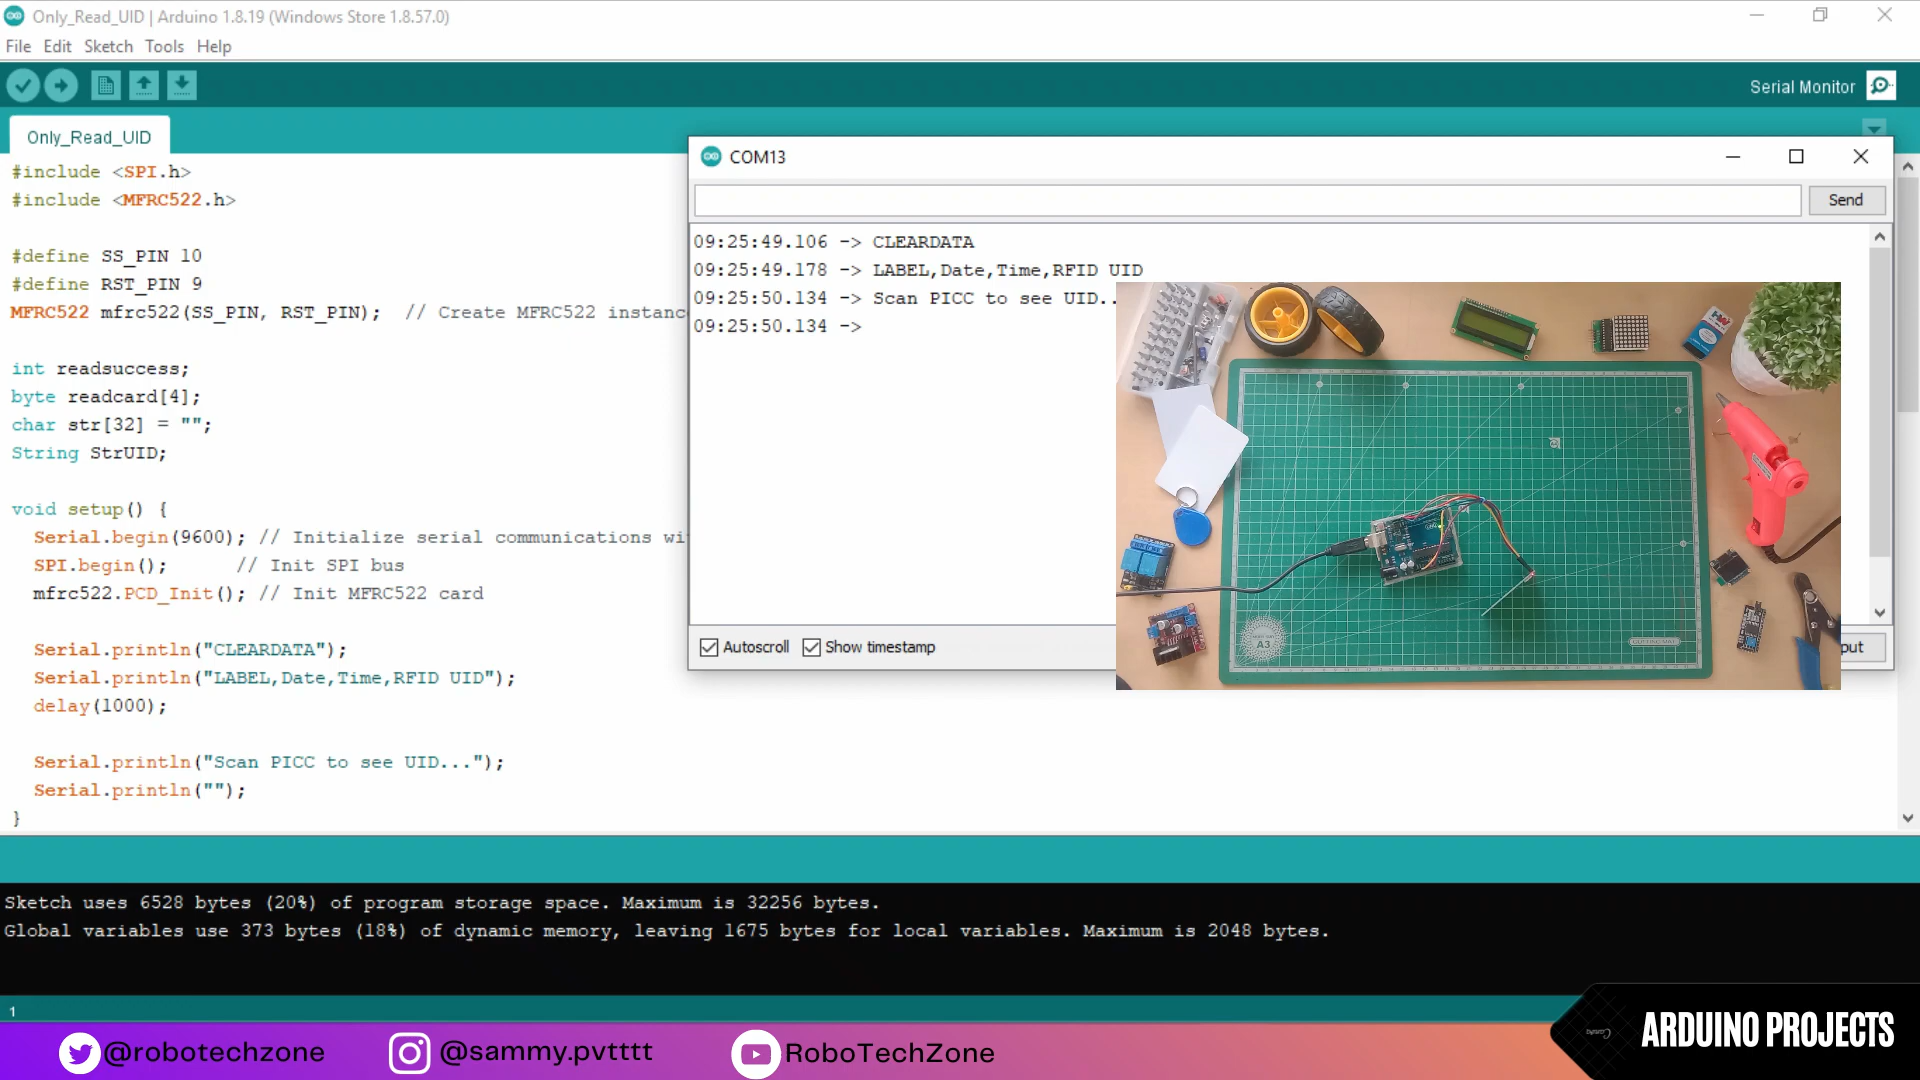 Only_Read_UID | Arduino 1.8.19 (Windows Store 1.8.57.0)
File Edit Sketch Tools Help
Serial Monitor
Only_Read_UID
#include <SPI.h>
#include <MFRC522.h>
#define SS_PIN 10
#define RST_PIN 9
MFRC522 mfrc522(SS_PIN, RST_PIN);  // Create MFRC522 instanc
int readsuccess;
byte readcard[4];
char str[32] = "";
String StrUID;
void setup() {
Serial.begin(9600); // Initialize serial communications wi
SPI.begin();      // Init SPI bus
mfrc522.PCD_Init(); // Init MFRC522 card
Serial.println("CLEARDATA");
Serial.println("LABEL,Date,Time,RFID UID");
delay(1000);
Serial.println("Scan PICC to see UID...");
Serial.println("");
}
COM13
Send
09:25:49.106 -> CLEARDATA
09:25:49.178 -> LABEL,Date,Time,RFID UID
09:25:50.134 -> Scan PICC to see UID..
09:25:50.134 ->
Autoscroll Show timestamp
put
A3
CUTTING MAT
Sketch uses 6528 bytes (20%) of program storage space. Maximum is 32256 bytes.
Global variables use 373 bytes (18%) of dynamic memory, leaving 1675 bytes for local variables. Maximum is 2048 bytes.
1
@robotechzone @sammy.pvtttt RoboTechZone
ARDUINO PROJECTS